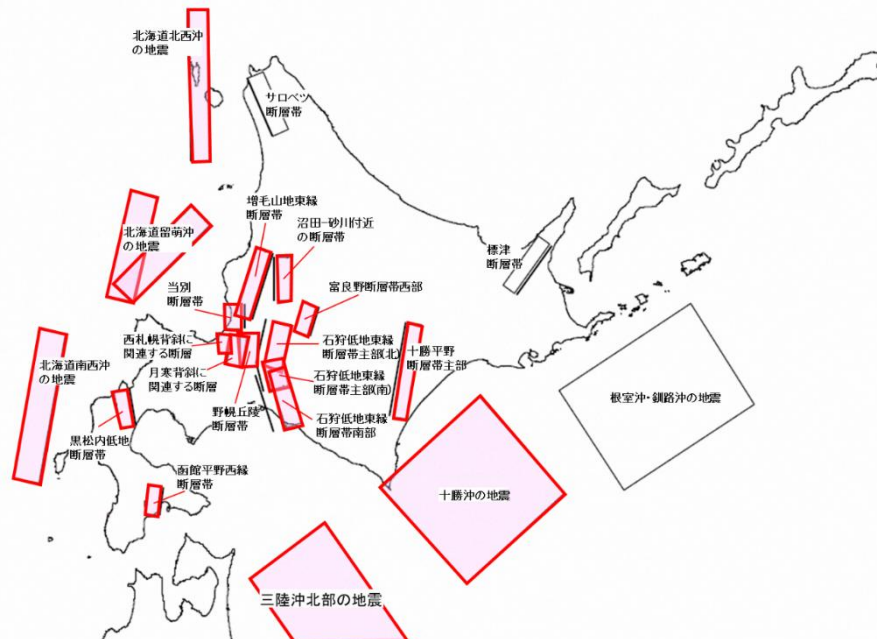 北海道北西沖
の地震
サロベツ
断層帯
増毛山地東縁
断層帯
沼田−砂川付近
の断層帯
北海道留萌沖
の地震
標津
断層帯
当別
断層帯
富良野断層帯西部
西札幌背斜に
関連する断層
石狩低地東縁
断層帯主部(北)
十勝平野
断層帯主部
北海道南西沖
の地震
月寒背斜に
関連する断層
石狩低地東縁
断層帯主部(南)
根室沖・釧路沖の地震
野幌丘陵
断層帯
石狩低地東縁
断層帯南部
黒松内低地
断層帯
函館平野西縁
断層帯
十勝沖の地震
三陸沖北部の地震